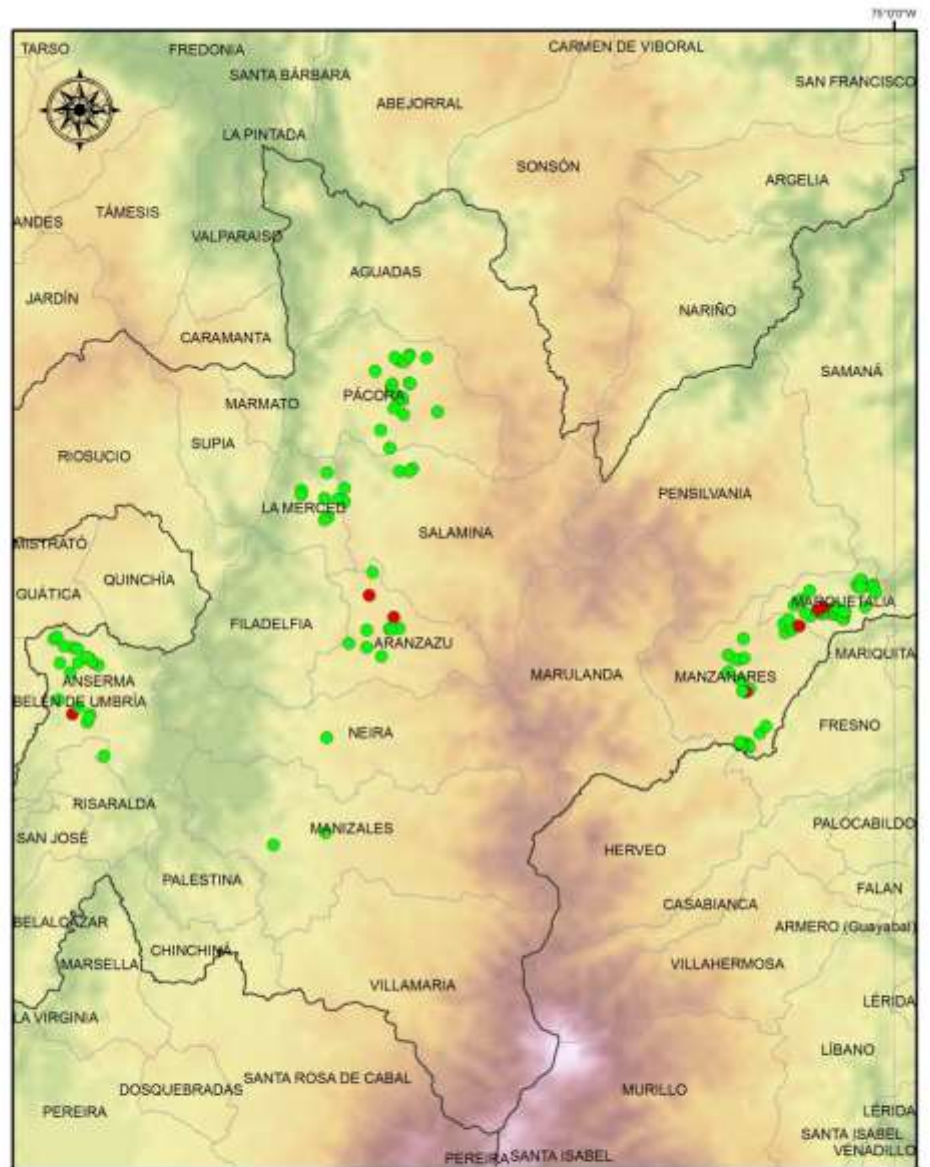 75°0'0"W
TARSO
FREDONIA
CARMEN DE VIBORAL
SANTA BÁRBARA
SAN FRANCISCO
ABEJORRAL
LA PINTADA
SONSÓN
ARGELIA
TÁMESIS
ANDES
VALPARAISO
AGUADAS
JARDÍN
NARIÑO
CARAMANTA
SAMANÁ
PÁCORA
MARMATO
SUPIA
RIOSUCIO
PENSILVANIA
LA MERCED
SALAMINA
MISTRATÓ
QUINCHÌA
GUÁTICA
MARQUETALIA
FILADELFIA
ARANZAZU
MARIQUITA
MARULANDA
MANZANARES
ANSERMA
BELÉN DE UMBRÍA
FRESNO
NEIRA
RISARALDA
PALOCABILDO
MANIZALES
SAN JOSÉ
HERVEO
PALESTINA
FALAN
CASABIANCA
BELALCÁZAR
ARMERO (Guayabal)
CHINCHINÁ
MARSELLA
VILLAHERMOSA
VILLAMARIA
LÉRIDA
LA VIRGINIA
LÍBANO
SANTA ROSA DE CABAL
DOSQUEBRADAS
MURILLO
PEREIRA
LÉRIDA
SANTA ISABEL
VENADILLO
PEREIRA
SANTA ISABEL